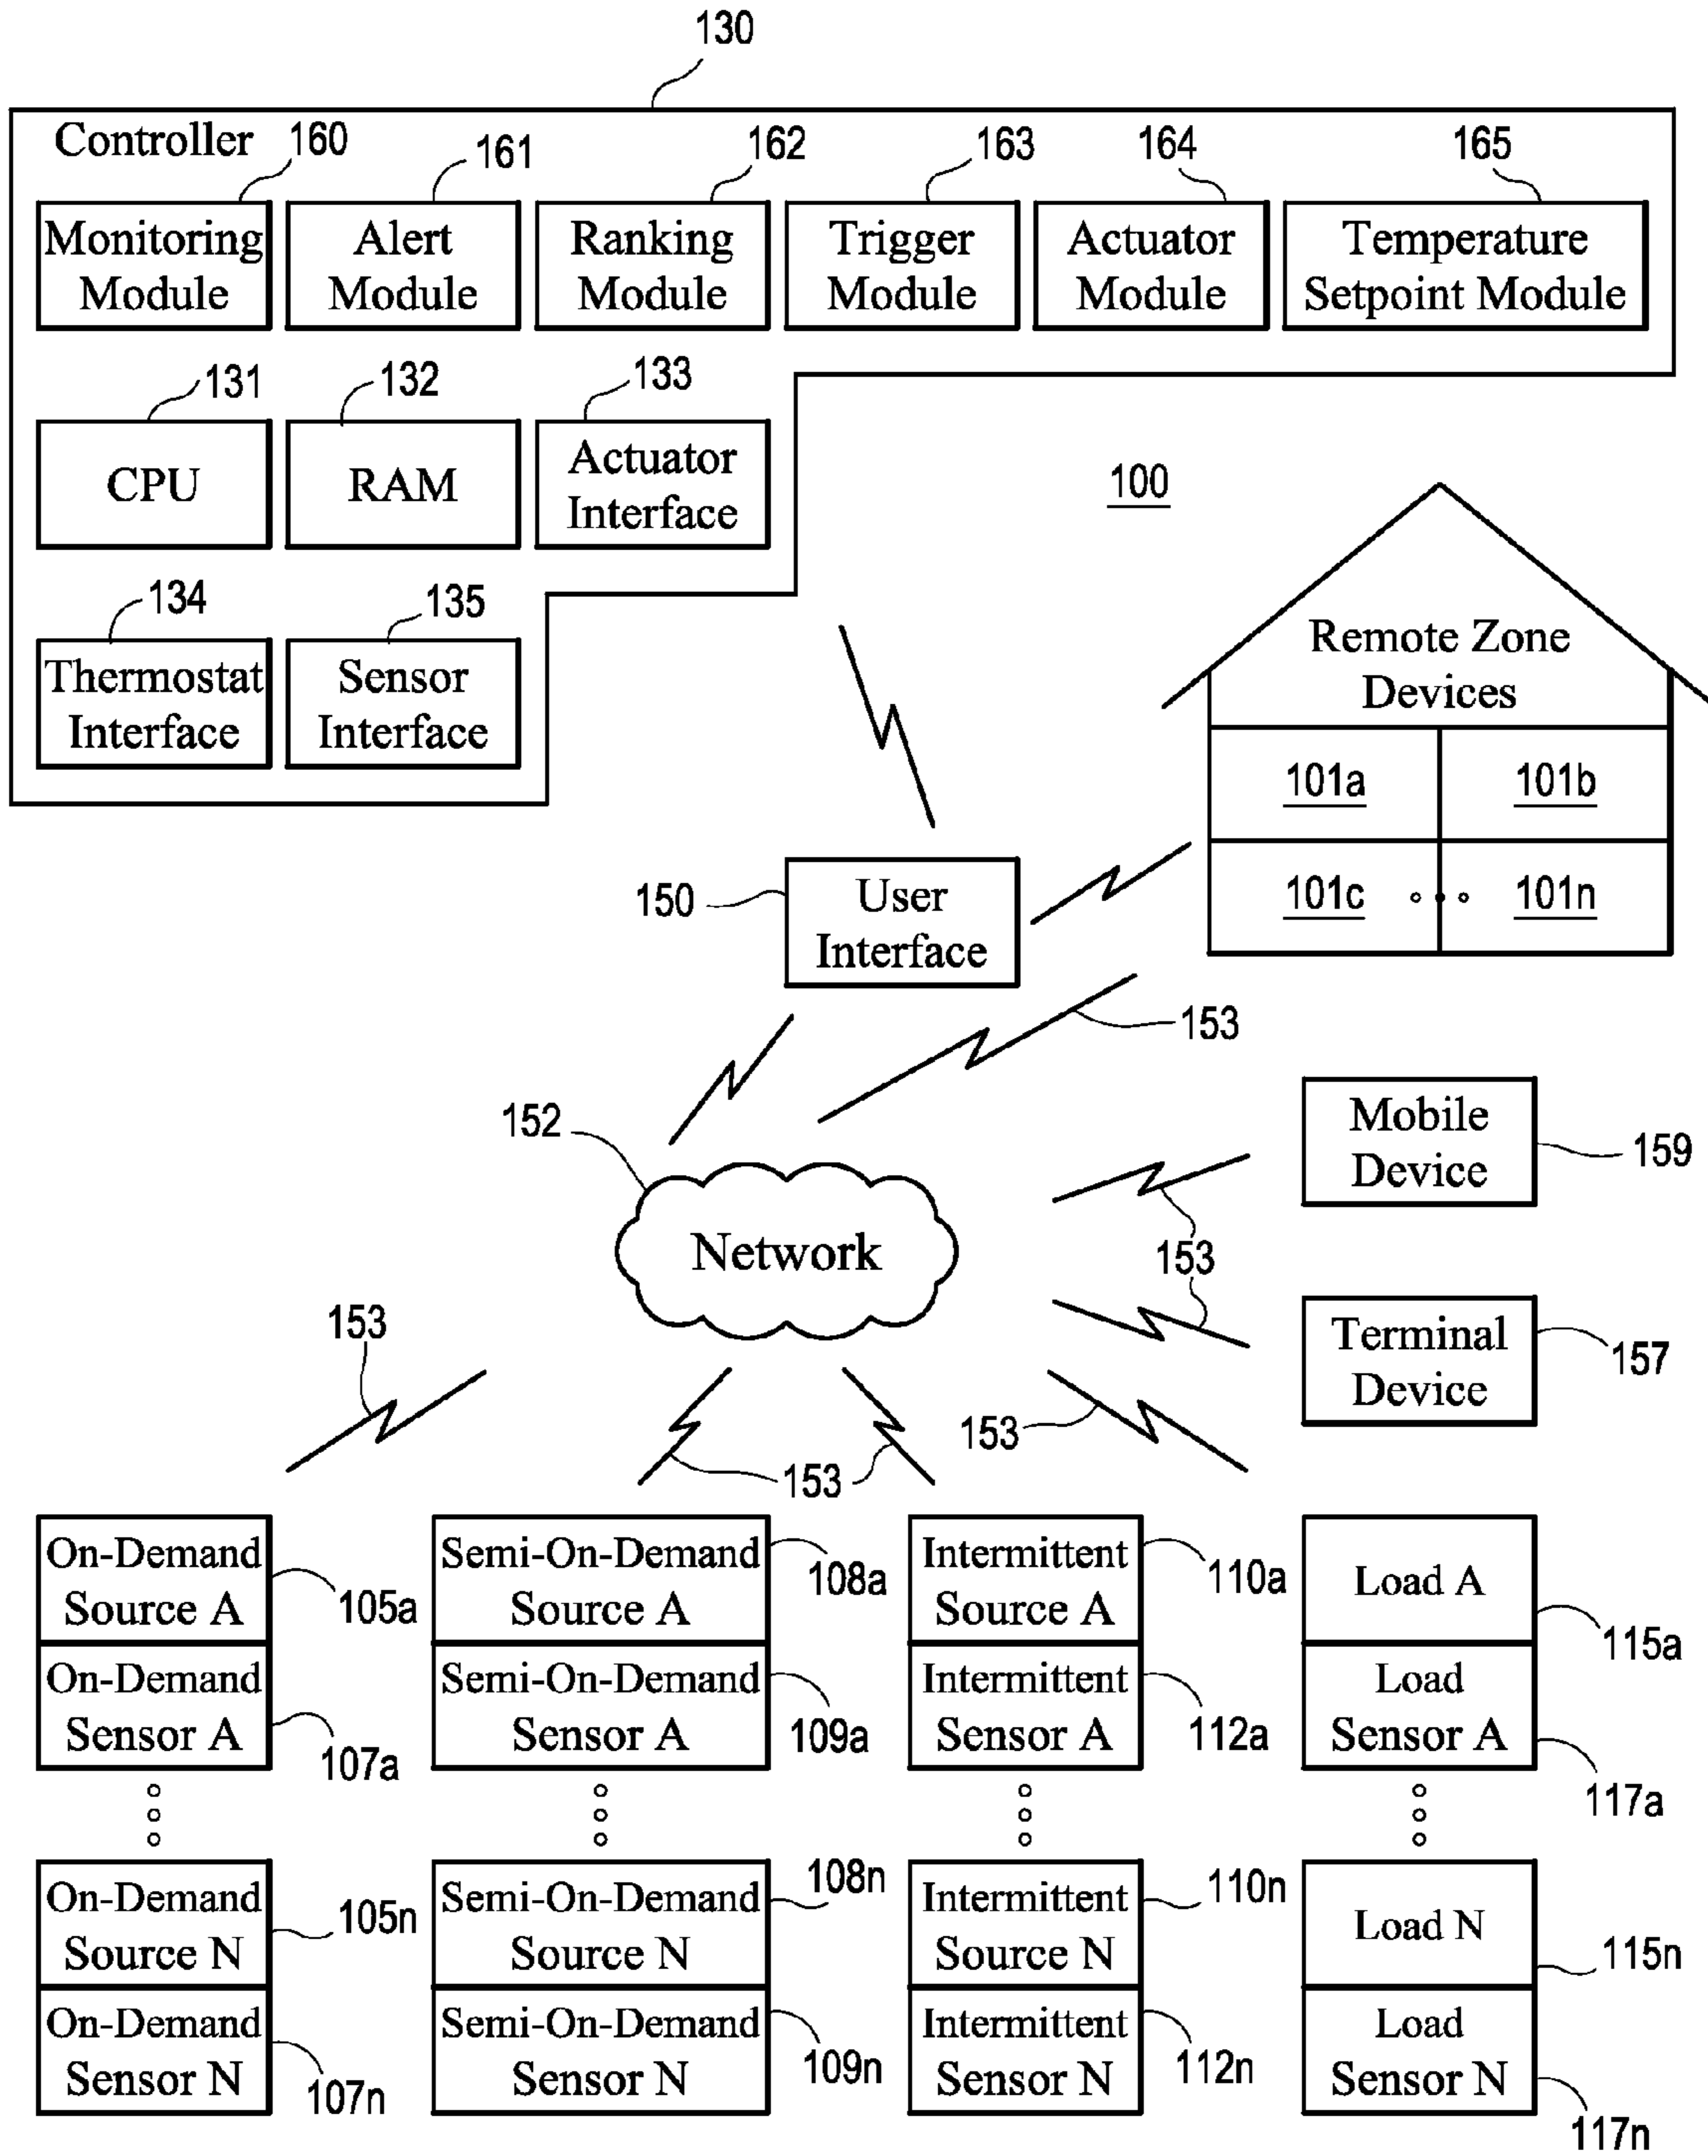 130
Controller
160
161
162
163
164
165
Monitoring
Module
Alert
Module
Ranking
Module
Trigger
Module
Actuator
Module
Temperature
Setpoint Module
131
132
133
CPU
RAM
Actuator
Interface
100
134
135
Thermostat
Interface
Sensor
Interface
Remote Zone
Devices
101a
101b
101c
101n
150
User
Interface
153
152
Network
Mobile
Device
159
153
Terminal
Device
157
153
153
153
On-Demand
Source A
105a
On-Demand
Sensor A
107a
Semi-On-Demand
Source A
108a
Semi-On-Demand
Sensor A
109a
Intermittent
Source A
110a
Intermittent
Sensor A
112a
Load A
115a
Load
Sensor A
117a
On-Demand
Source N
105n
On-Demand
Sensor N
107n
Semi-On-Demand
Source N
108n
Semi-On-Demand
Sensor N
109n
Intermittent
Source N
110n
Intermittent
Sensor N
112n
Load N
115n
Load
Sensor N
117n